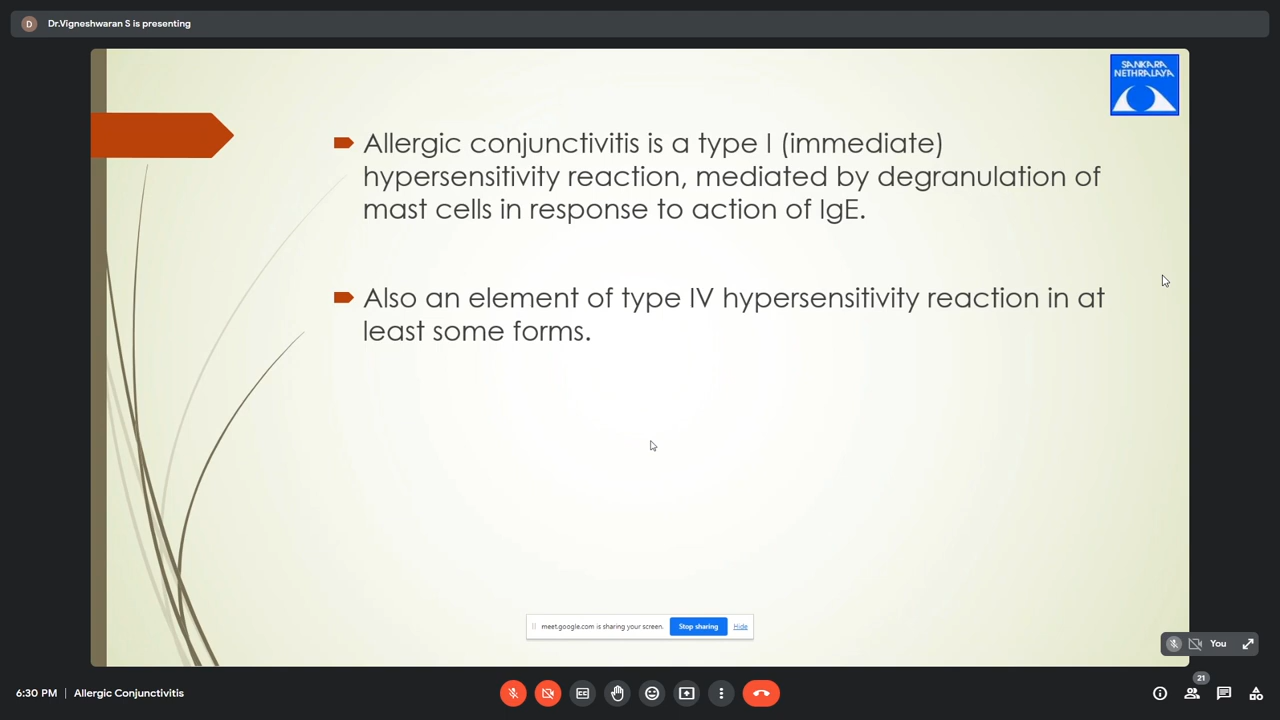 D Dr.Vigneshwaran S is presenting
SANKARA
NETHRALAYA
Allergic conjunctivitis is a type I (immediate)
hypersensitivity reaction, mediated by degranulation of
mast cells in response to action of IgE.
Also an element of type IV hypersensitivity reaction in at
least some forms.
meet.google.com is sharing your screen. Stop sharing Hide
You
21
6:30 PM | Allergic Conjunctivitis